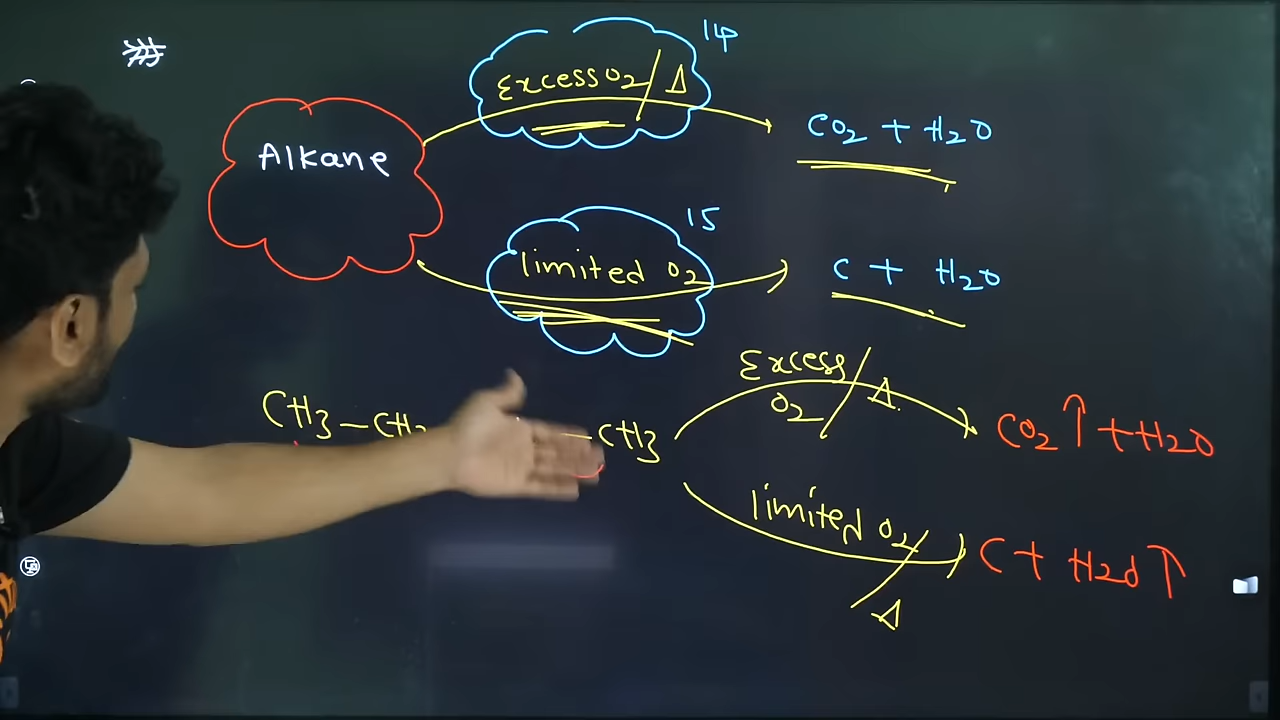 14
Excess O2 / Δ
Alkane
CO2 + H2O
15
limited O2
C + H2O
Excess O2 / Δ
CH3 — CH2 — CH3
CO2 ↑ + H2O
limited O2 / Δ
C + H2O ↑